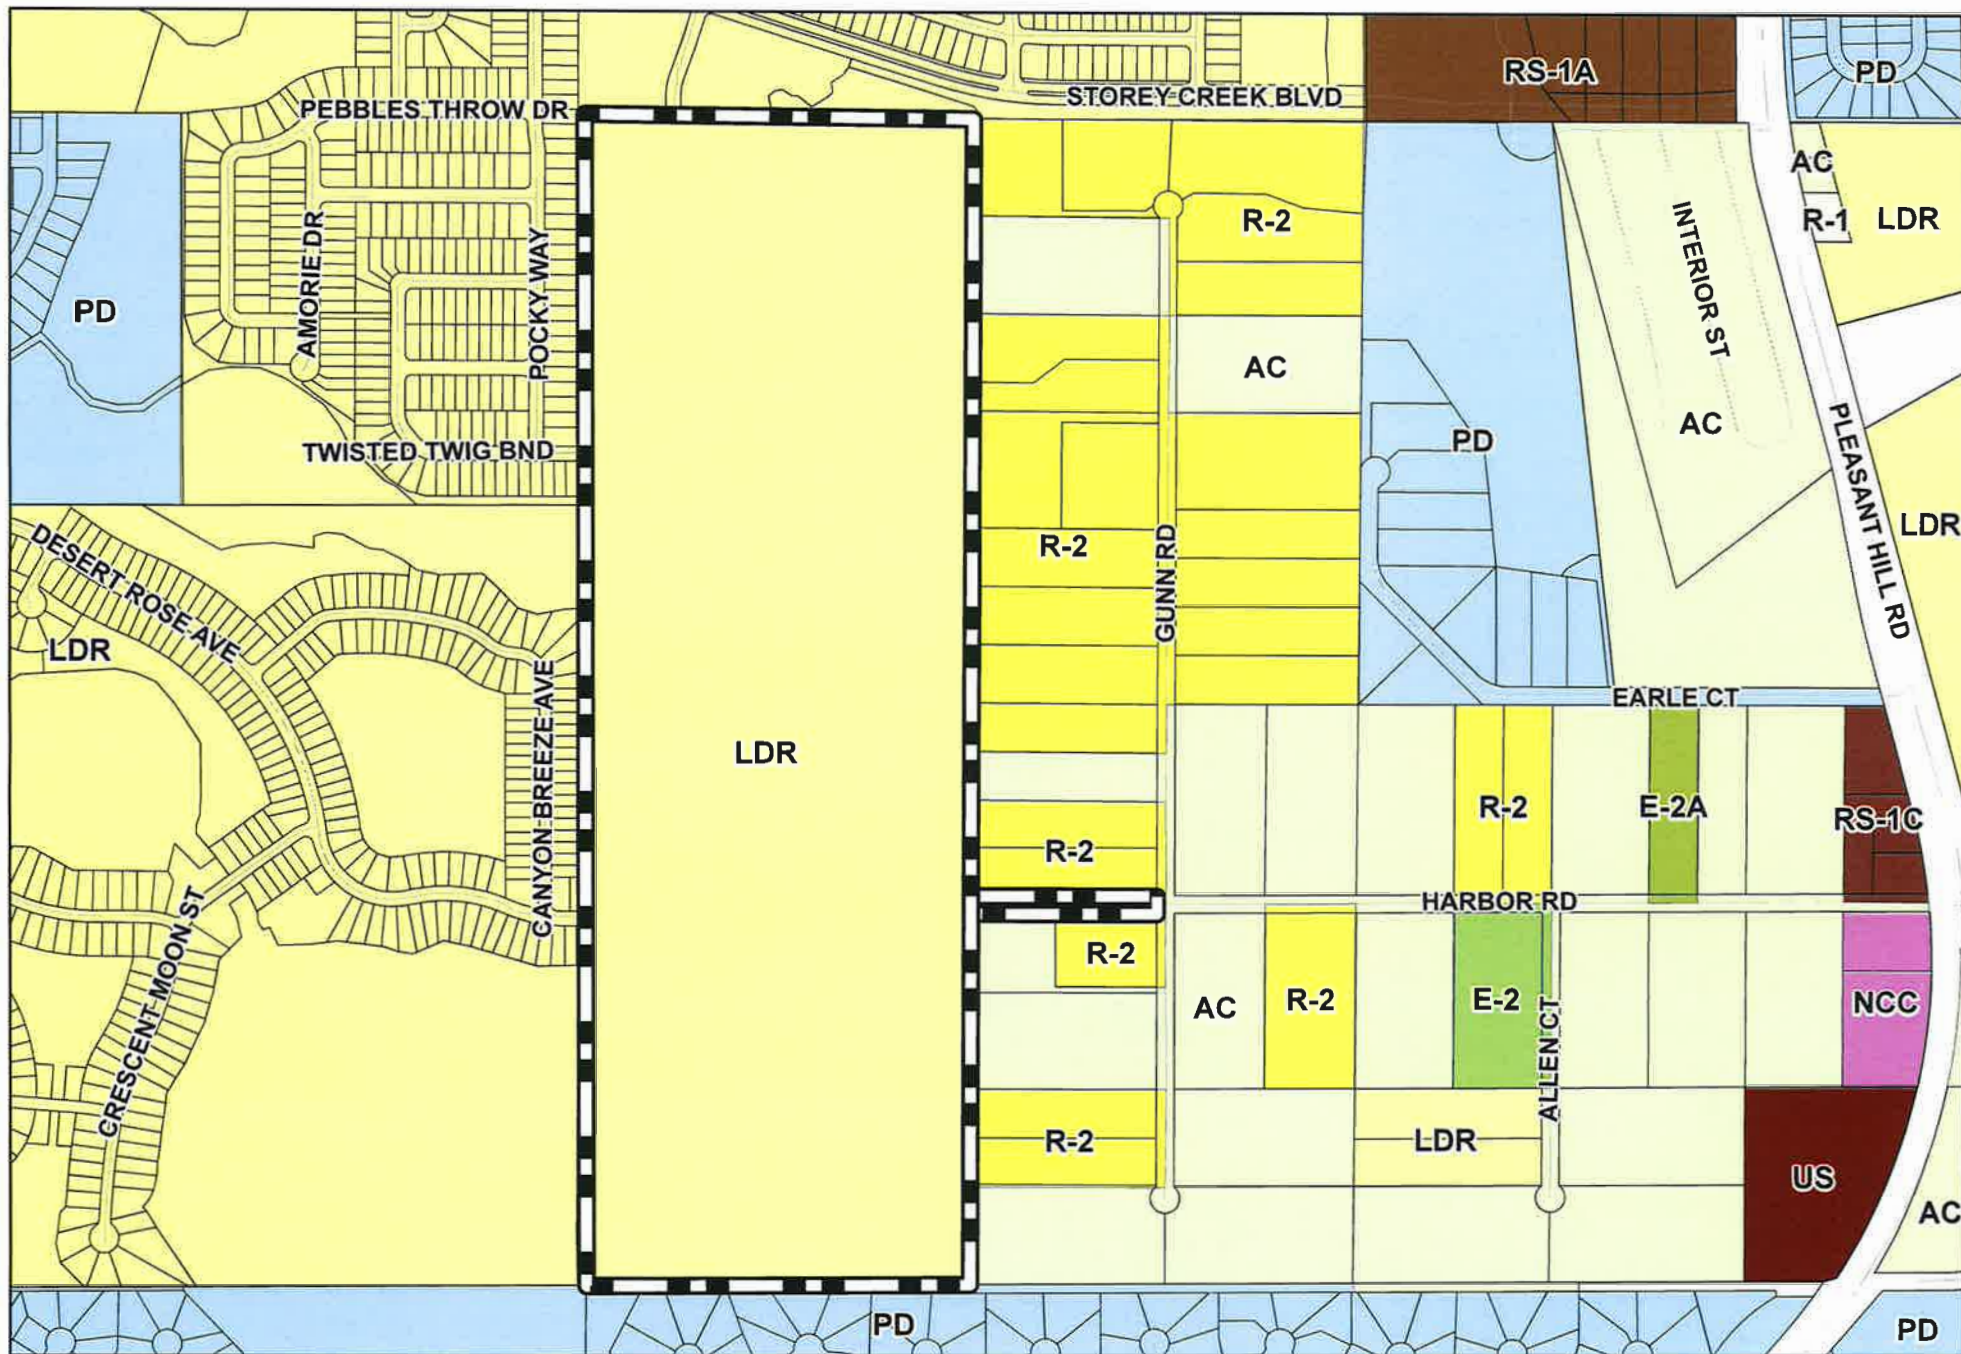 RS-1A
PD
STOREY CREEK BLVD
PEBBLES THROW DR
AC
R-1
LDR
R-2
INTERIOR ST
AMORIE DR
POCKY WAY
PD
AC
AC
PLEASANT HILL RD
PD
TWISTED TWIG BND
LDR
DESERT ROSE AVE
R-2
GUNN RD
LDR
CANYON BREEZE AVE
EARLE CT
LDR
R-2
E-2A
RS-1C
R-2
HARBOR RD
CRESCENT MOON ST
R-2
AC
R-2
E-2
ALLEN CT
NCC
R-2
LDR
US
AC
PD
PD